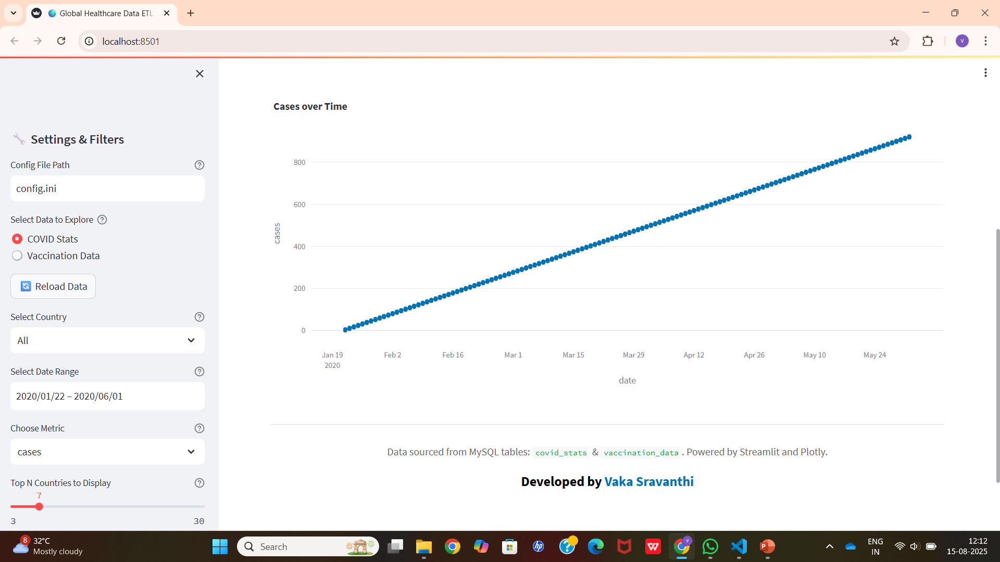 Global Healthcare Data ETL
localhost:8501
V
Settings & Filters
Config File Path
config.ini
Select Data to Explore
COVID Stats
Vaccination Data
Reload Data
Select Country
All
Select Date Range
2020/01/22 – 2020/06/01
Choose Metric
cases
Top N Countries to Display
7
3 30
Cases over Time
cases
800
600
400
200
0
Jan 19 Feb 2 Feb 16 Mar 1 Mar 15 Mar 29 Apr 12 Apr 26 May 10 May 24
2020
date
Data sourced from MySQL tables: covid_stats & vaccination_data. Powered by Streamlit and Plotly.
Developed by Vaka Sravanthi
8
32°C
Mostly cloudy
Search
hp
W
V
P
ENG
IN
12:12
15-08-2025